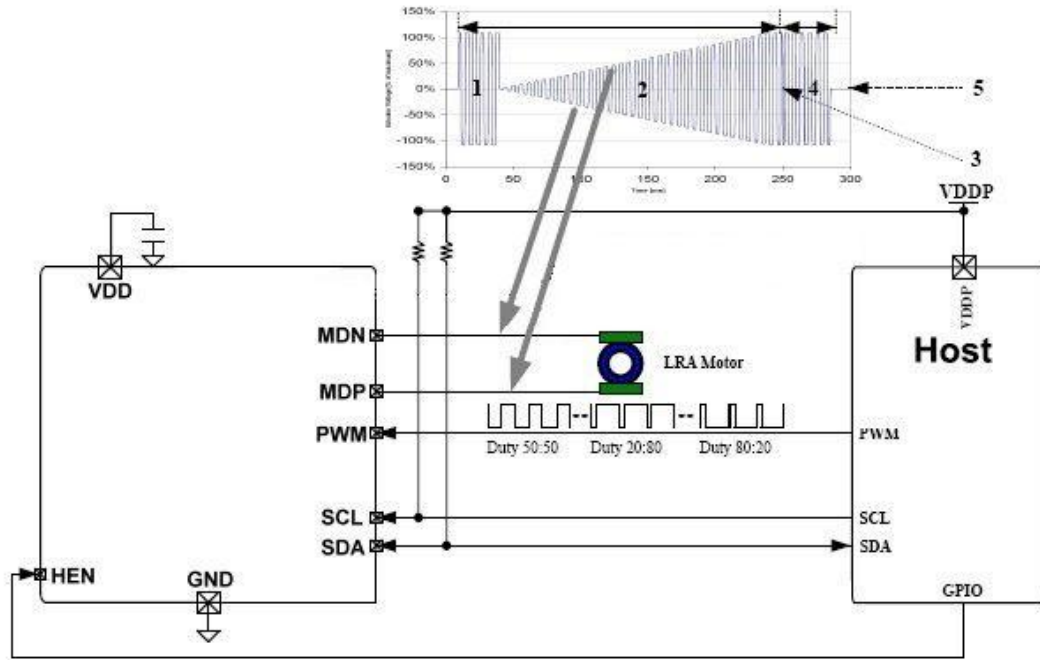 150%
100%
50%
0%
-50%
-100%
-150%
1
2
4
5
3
0
50
150
200
250
300
VDDP
VDD
VDDP
MDN
MDP
PWM
SCL
SDA
HEN
GND
LRA Motor
Duty 50:50 Duty 20:80 Duty 80:20
Host
PWM
SCL
SDA
GPIO